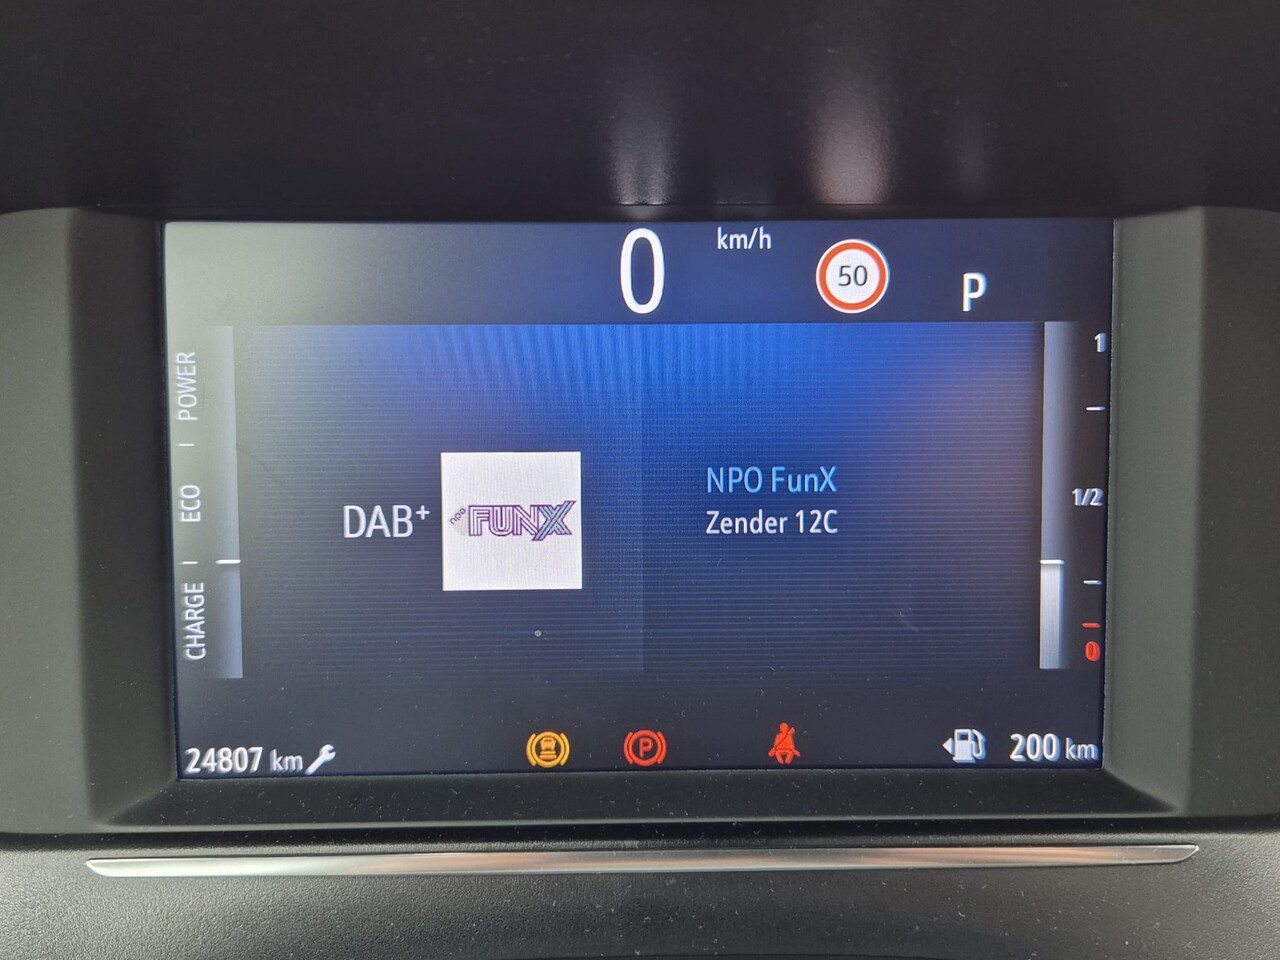 0 km/h 50 P
POWER
ECO
CHARGE
1
1/2
0
DAB+
npo FUNX
NPO FunX
Zender 12C
24807 km
P
200 km